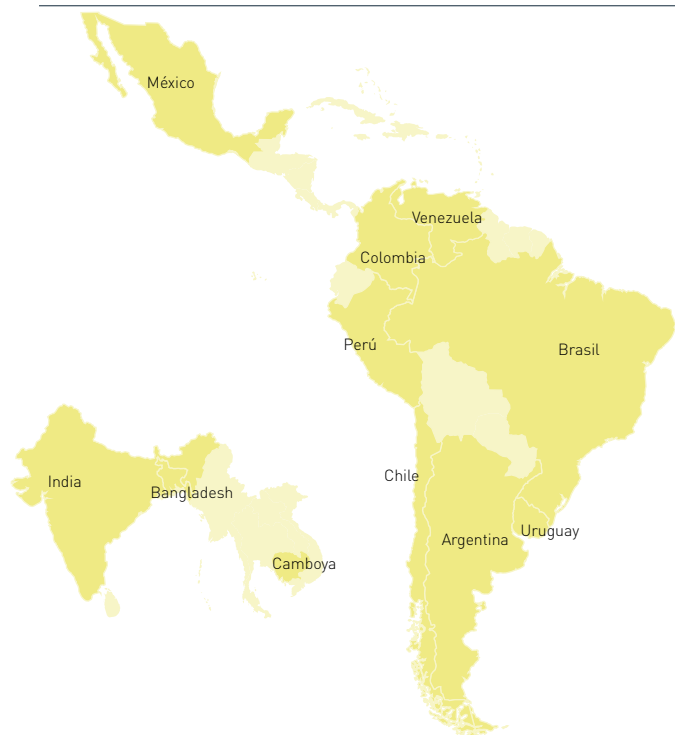 México
Venezuela
Colombia
Perú
Brasil
Chile
India
Bangladesh
Uruguay
Argentina
Camboya